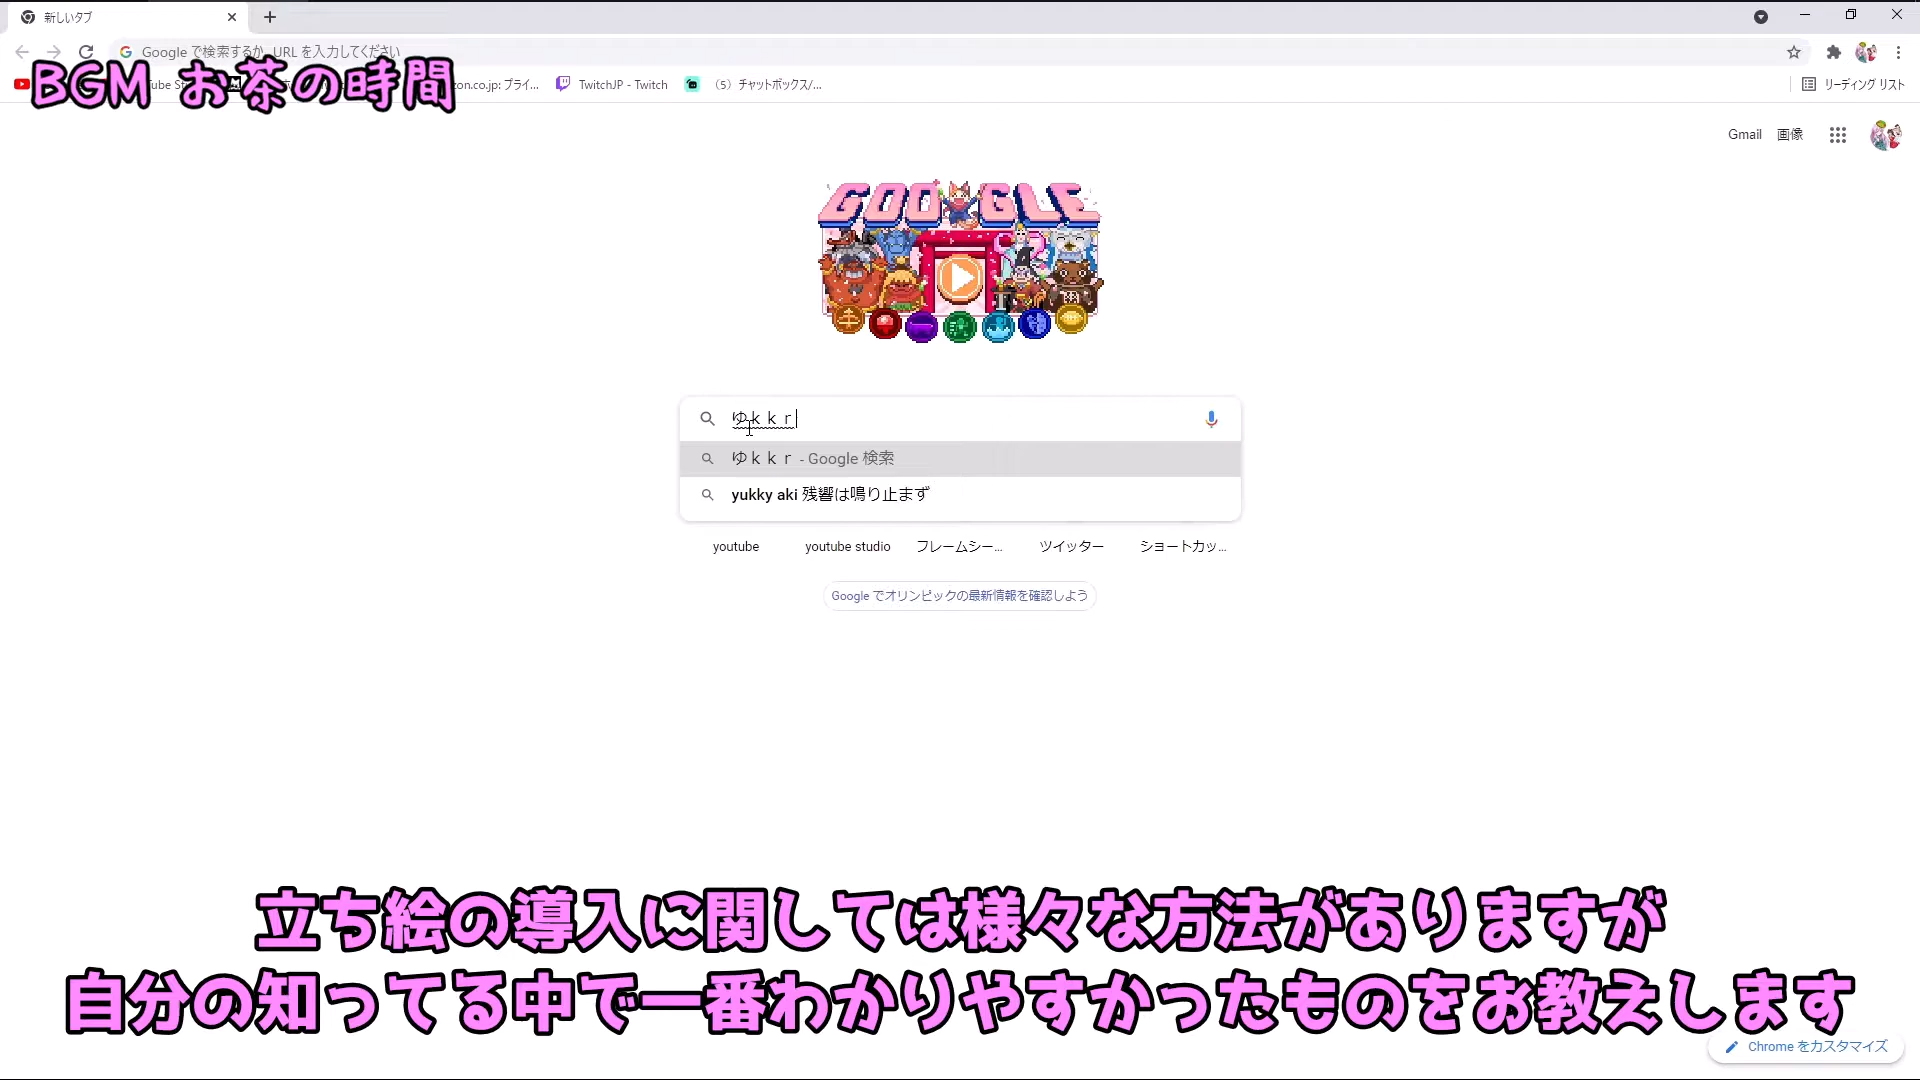 新しいタブ
Google で検索するか、URL を入力してください
BGM お茶の時間
TwitchJP - Twitch
（5）チャットボックス/...
リーディング リスト
Gmail 画像
GOOGLE
ゆｋｋｒ
ゆｋｋｒ - Google 検索
yukky aki 残響は鳴り止まず
youtube
youtube studio
フレームシー...
ツイッター
ショートカッ...
Google でオリンピックの最新情報を確認しよう
立ち絵の導入に関しては様々な方法がありますが
自分の知ってる中で一番わかりやすかったものをお教えします
Chrome をカスタマイズ